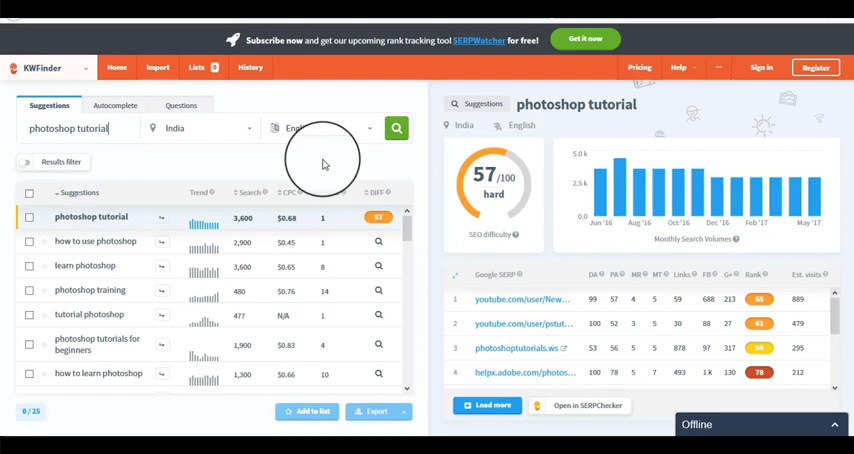 Subscribe now and get our upcoming rank tracking tool SERPWatcher for free! Get it now
KWFinder Home Import Lists 0 History Pricing Help ... Sign in Register
Suggestions Autocomplete Questions
photoshop tutorial India
Results filter
Suggestions Trend Search CPC DIFF
photoshop tutorial 3,600 $0.68 1 57
how to use photoshop 2,900 $0.45 1
learn photoshop 3,600 $0.65 8
photoshop training 480 $0.76 14
tutorial photoshop 477 N/A 1
photoshop tutorials for
beginners 1,900 $0.83 4
how to learn photoshop 1,300 $0.66 10
0 / 25 Add to list Export
Suggestions photoshop tutorial
India English
57 /100
hard
SEO difficulty
5.0 k
2.5 k
0
Jun '16 Aug '16 Oct '16 Dec '16 Feb '17 May '17
Monthly Search Volumes
Google SERP DA PA MR MT Links FB G+ Rank Est. visits
1 youtube.com/user/New... 99 57 4 5 59 688 213 65 889
2 youtube.com/user/pstut... 100 52 3 5 30 88 27 61 479
3 photoshoptutorials.ws 53 56 5 5 878 97 317 54 295
4 helpx.adobe.com/photos... 100 78 5 7 493 1 k 130 78 212
Load more Open in SERPChecker
Offline